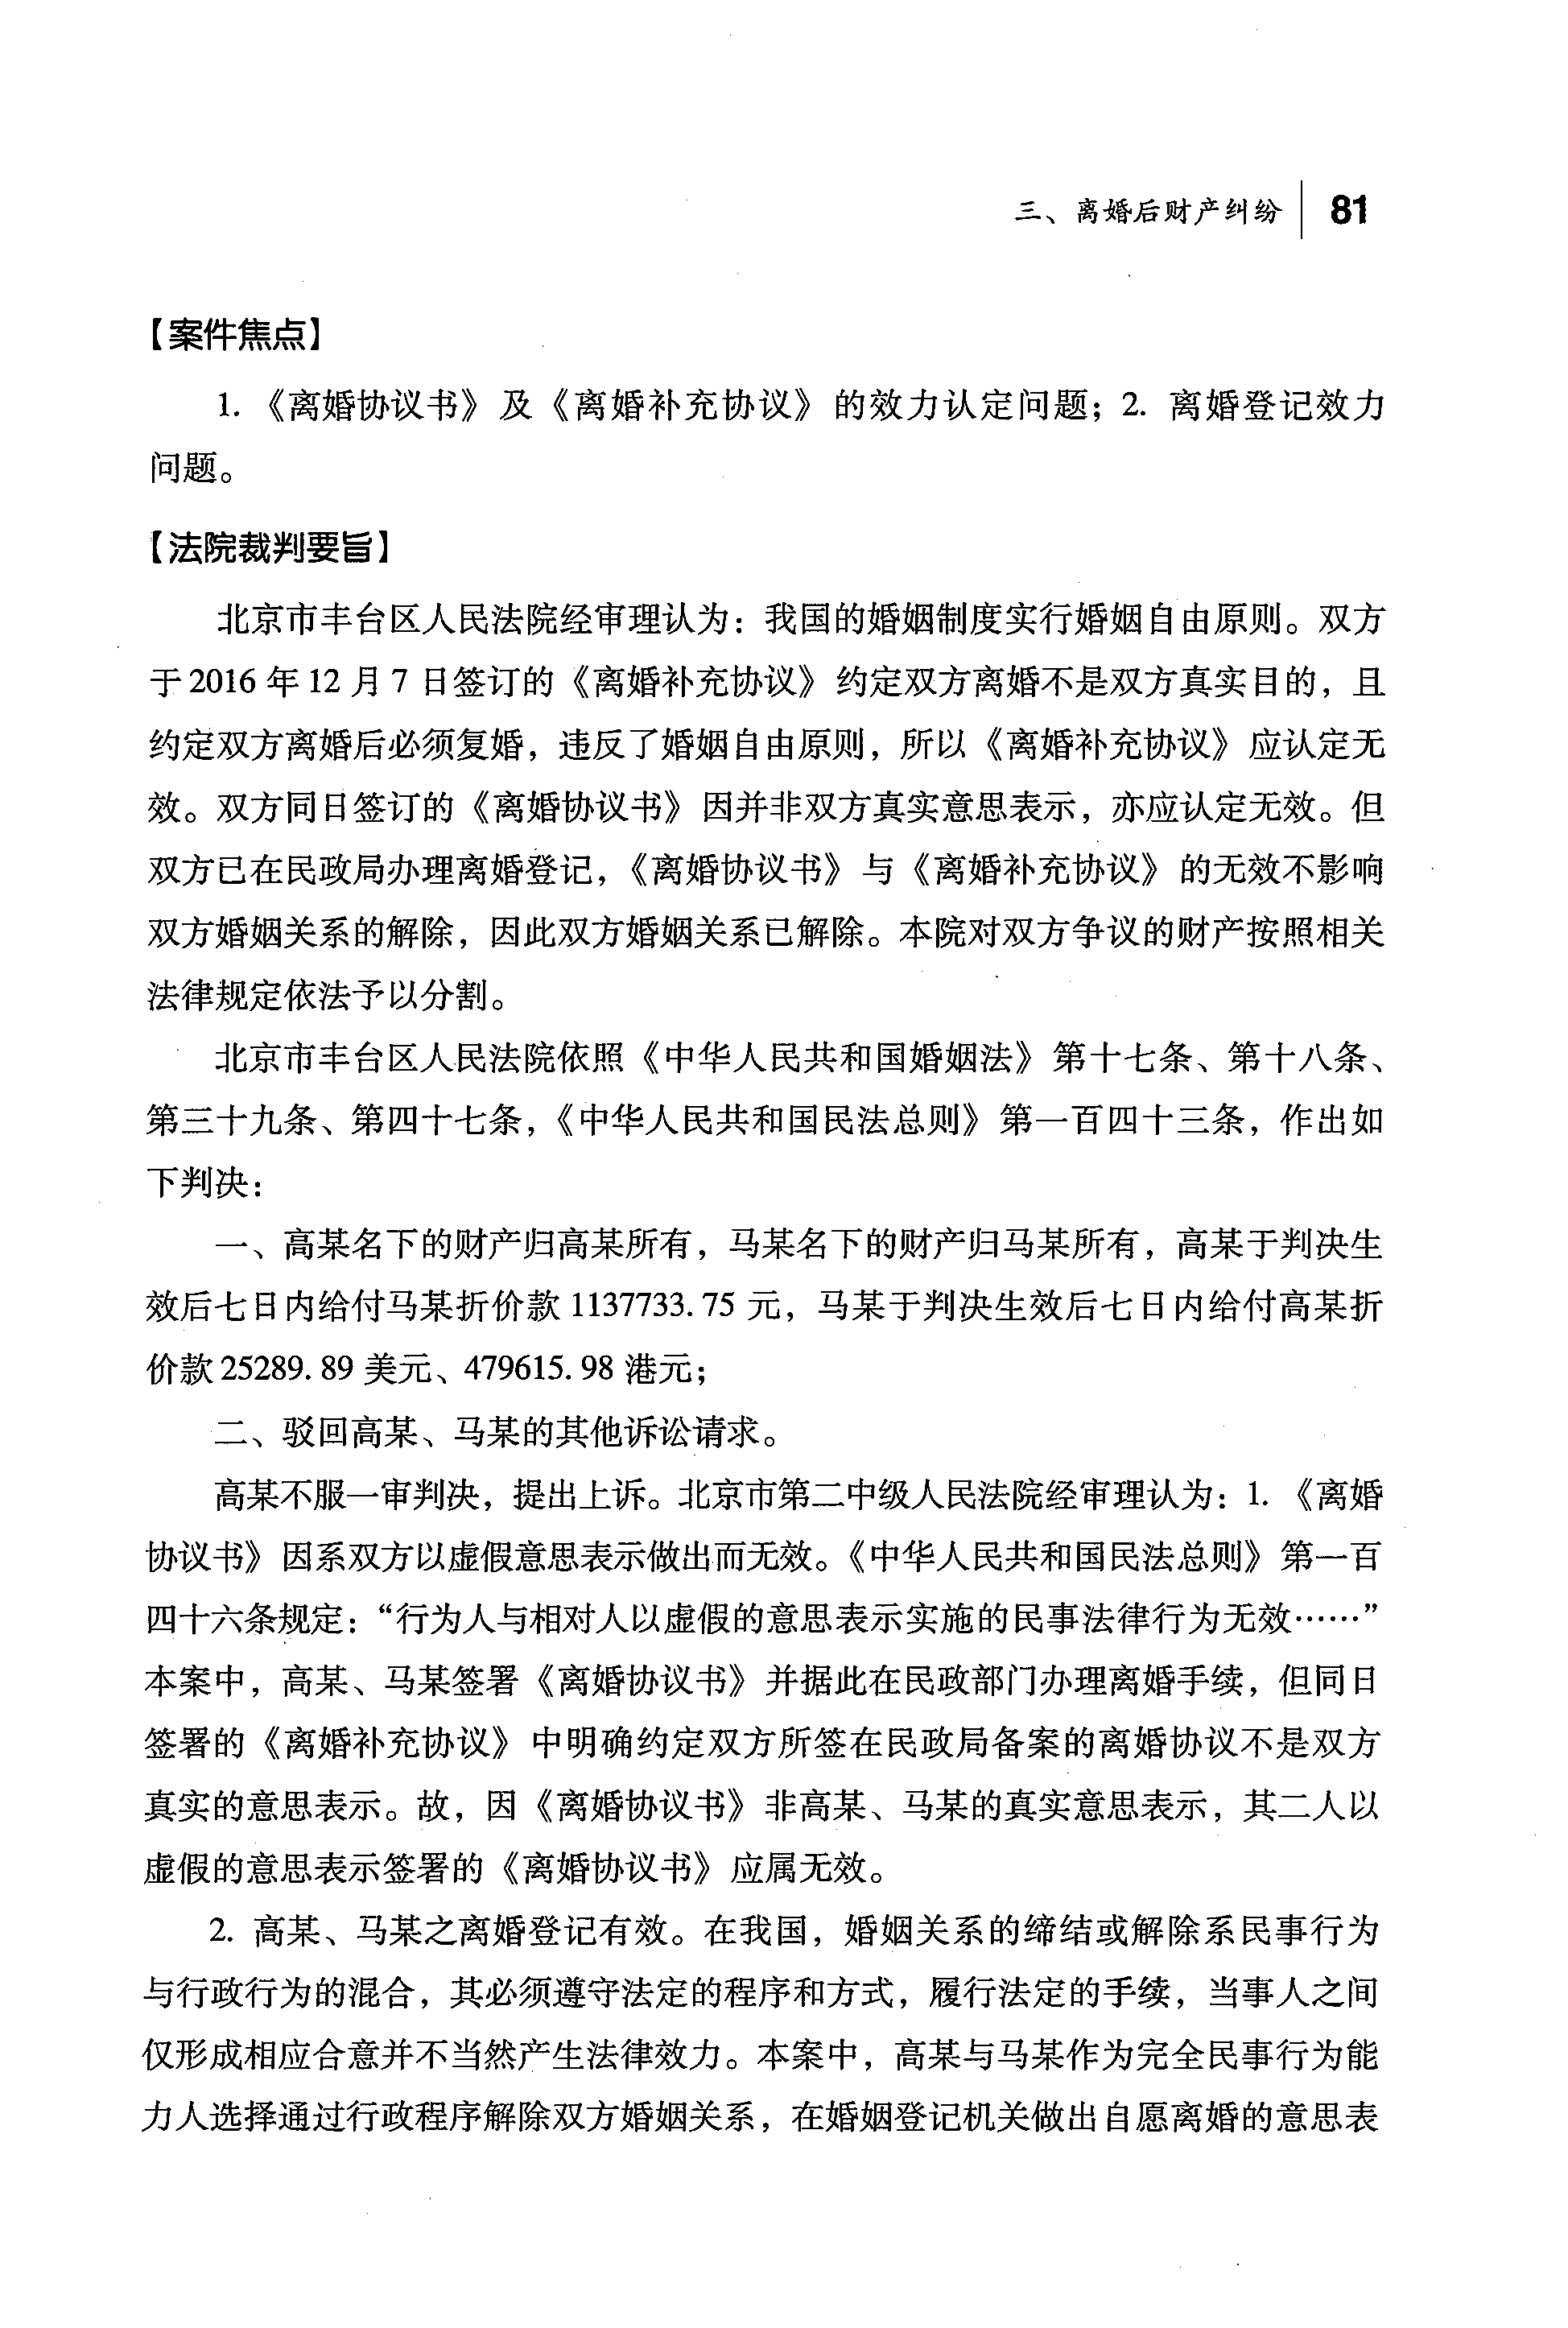 三、离婚后财产纠纷 81
【案件焦点】
1. 《离婚协议书》及《离婚补充协议》的效力认定问题；2. 离婚登记效力
问题。
【法院裁判要旨】
北京市丰台区人民法院经审理认为：我国的婚姻制度实行婚姻自由原则。双方
于2016年12月7日签订的《离婚补充协议》约定双方离婚不是双方真实目的，且
约定双方离婚后必须复婚，违反了婚姻自由原则，所以《离婚补充协议》应认定无
效。双方同日签订的《离婚协议书》因并非双方真实意思表示，亦应认定无效。但
双方已在民政局办理离婚登记，《离婚协议书》与《离婚补充协议》的无效不影响
双方婚姻关系的解除，因此双方婚姻关系已解除。本院对双方争议的财产按照相关
法律规定依法予以分割。
北京市丰台区人民法院依照《中华人民共和国婚姻法》第十七条、第十八条、
第三十九条、第四十七条，《中华人民共和国民法总则》第一百四十三条，作出如
下判决：
一、高某名下的财产归高某所有，马某名下的财产归马某所有，高某于判决生
效后七日内给付马某折价款1137733.75元，马某于判决生效后七日内给付高某折
价款25289.89美元、479615.98港元；
二、驳回高某、马某的其他诉讼请求。
高某不服一审判决，提出上诉。北京市第二中级人民法院经审理认为：1. 《离婚
协议书》因系双方以虚假意思表示做出而无效。《中华人民共和国民法总则》第一百
四十六条规定：“行为人与相对人以虚假的意思表示实施的民事法律行为无效……”
本案中，高某、马某签署《离婚协议书》并据此在民政部门办理离婚手续，但同日
签署的《离婚补充协议》中明确约定双方所签在民政局备案的离婚协议不是双方
真实的意思表示。故，因《离婚协议书》非高某、马某的真实意思表示，其二人以
虚假的意思表示签署的《离婚协议书》应属无效。
2. 高某、马某之离婚登记有效。在我国，婚姻关系的缔结或解除系民事行为
与行政行为的混合，其必须遵守法定的程序和方式，履行法定的手续，当事人之间
仅形成相应合意并不当然产生法律效力。本案中，高某与马某作为完全民事行为能
力人选择通过行政程序解除双方婚姻关系，在婚姻登记机关做出自愿离婚的意思表